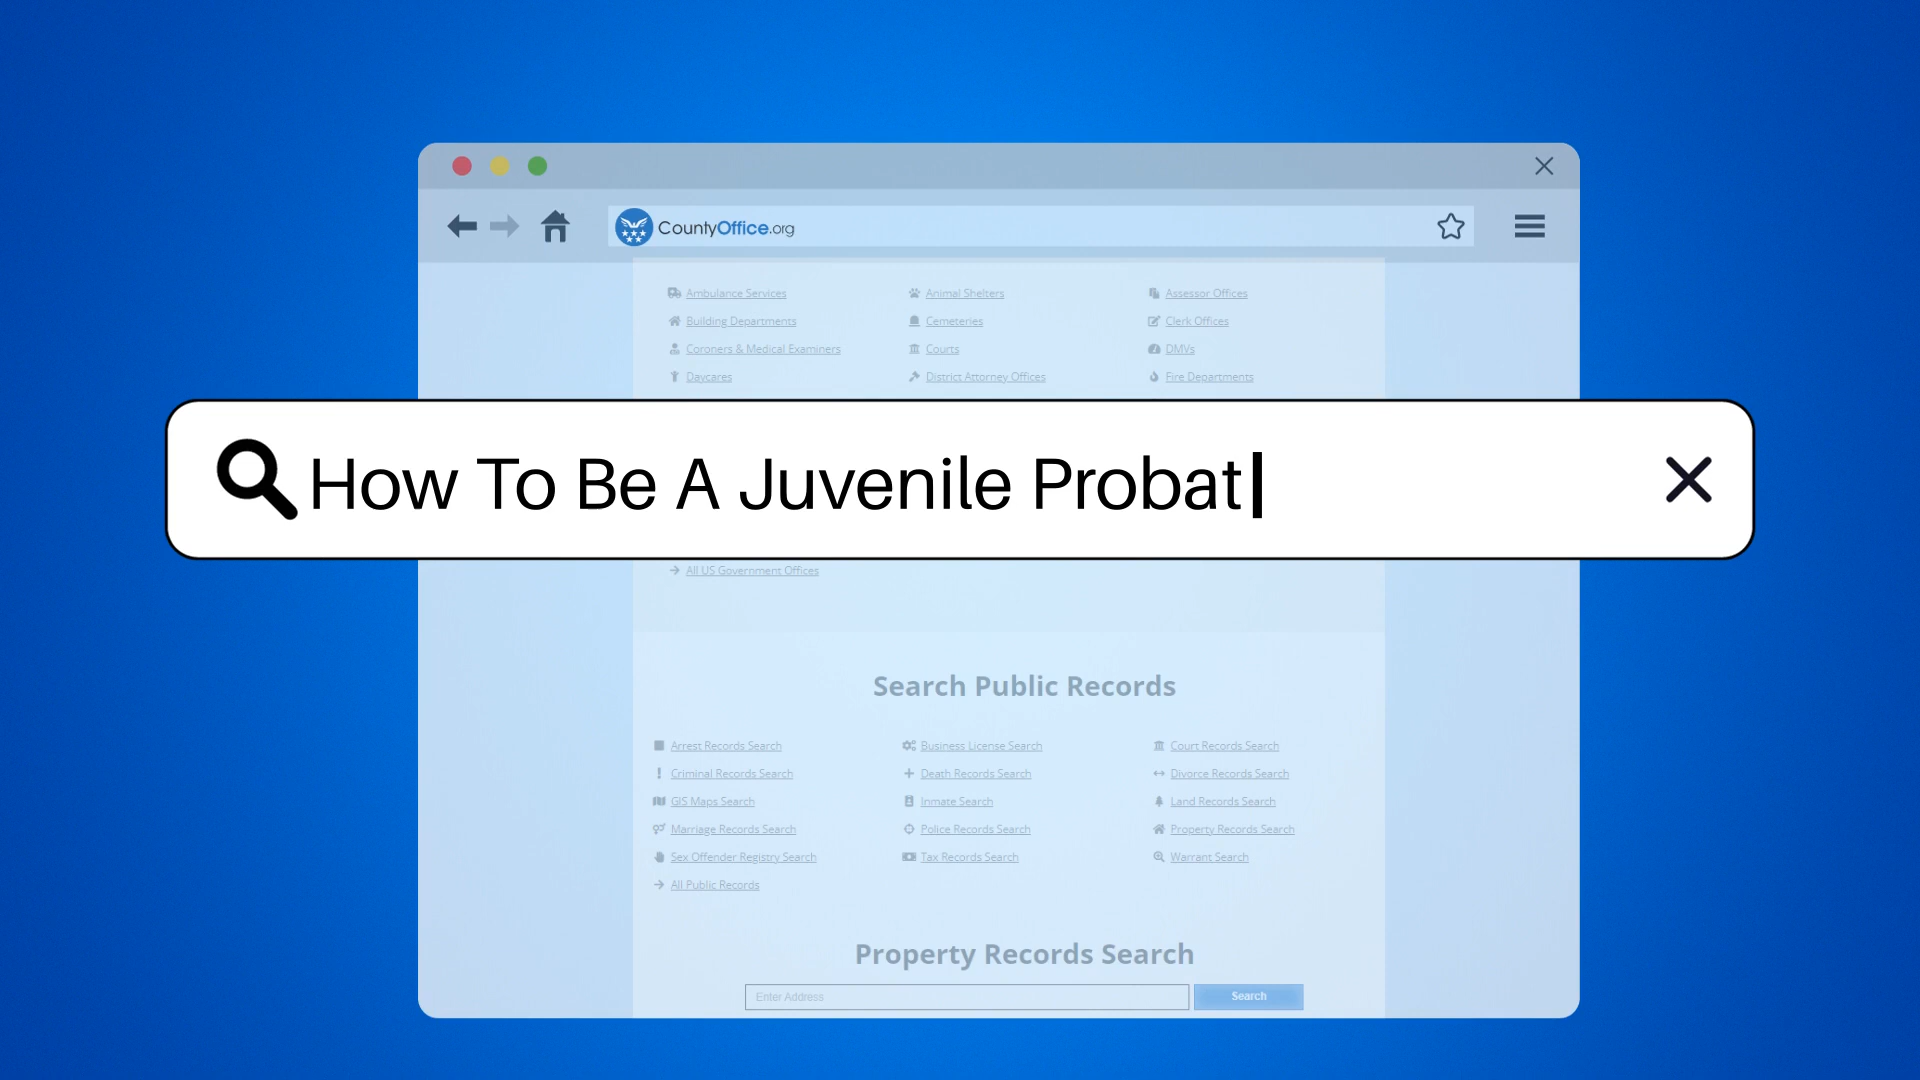 CountyOffice.org
Ambulance Services Animal Shelters Assessor Offices
Building Departments Cemeteries Clerk Offices
Coroners & Medical Examiners Courts DMVs
Daycares District Attorney Offices Fire Departments
How To Be A Juvenile Probat
All US Government Offices
Search Public Records
Arrest Records Search Business License Search Court Records Search
Criminal Records Search Death Records Search Divorce Records Search
GIS Maps Search Inmate Search Land Records Search
Marriage Records Search Police Records Search Property Records Search
Sex Offender Registry Search Tax Records Search Warrant Search
All Public Records
Property Records Search
Enter Address Search